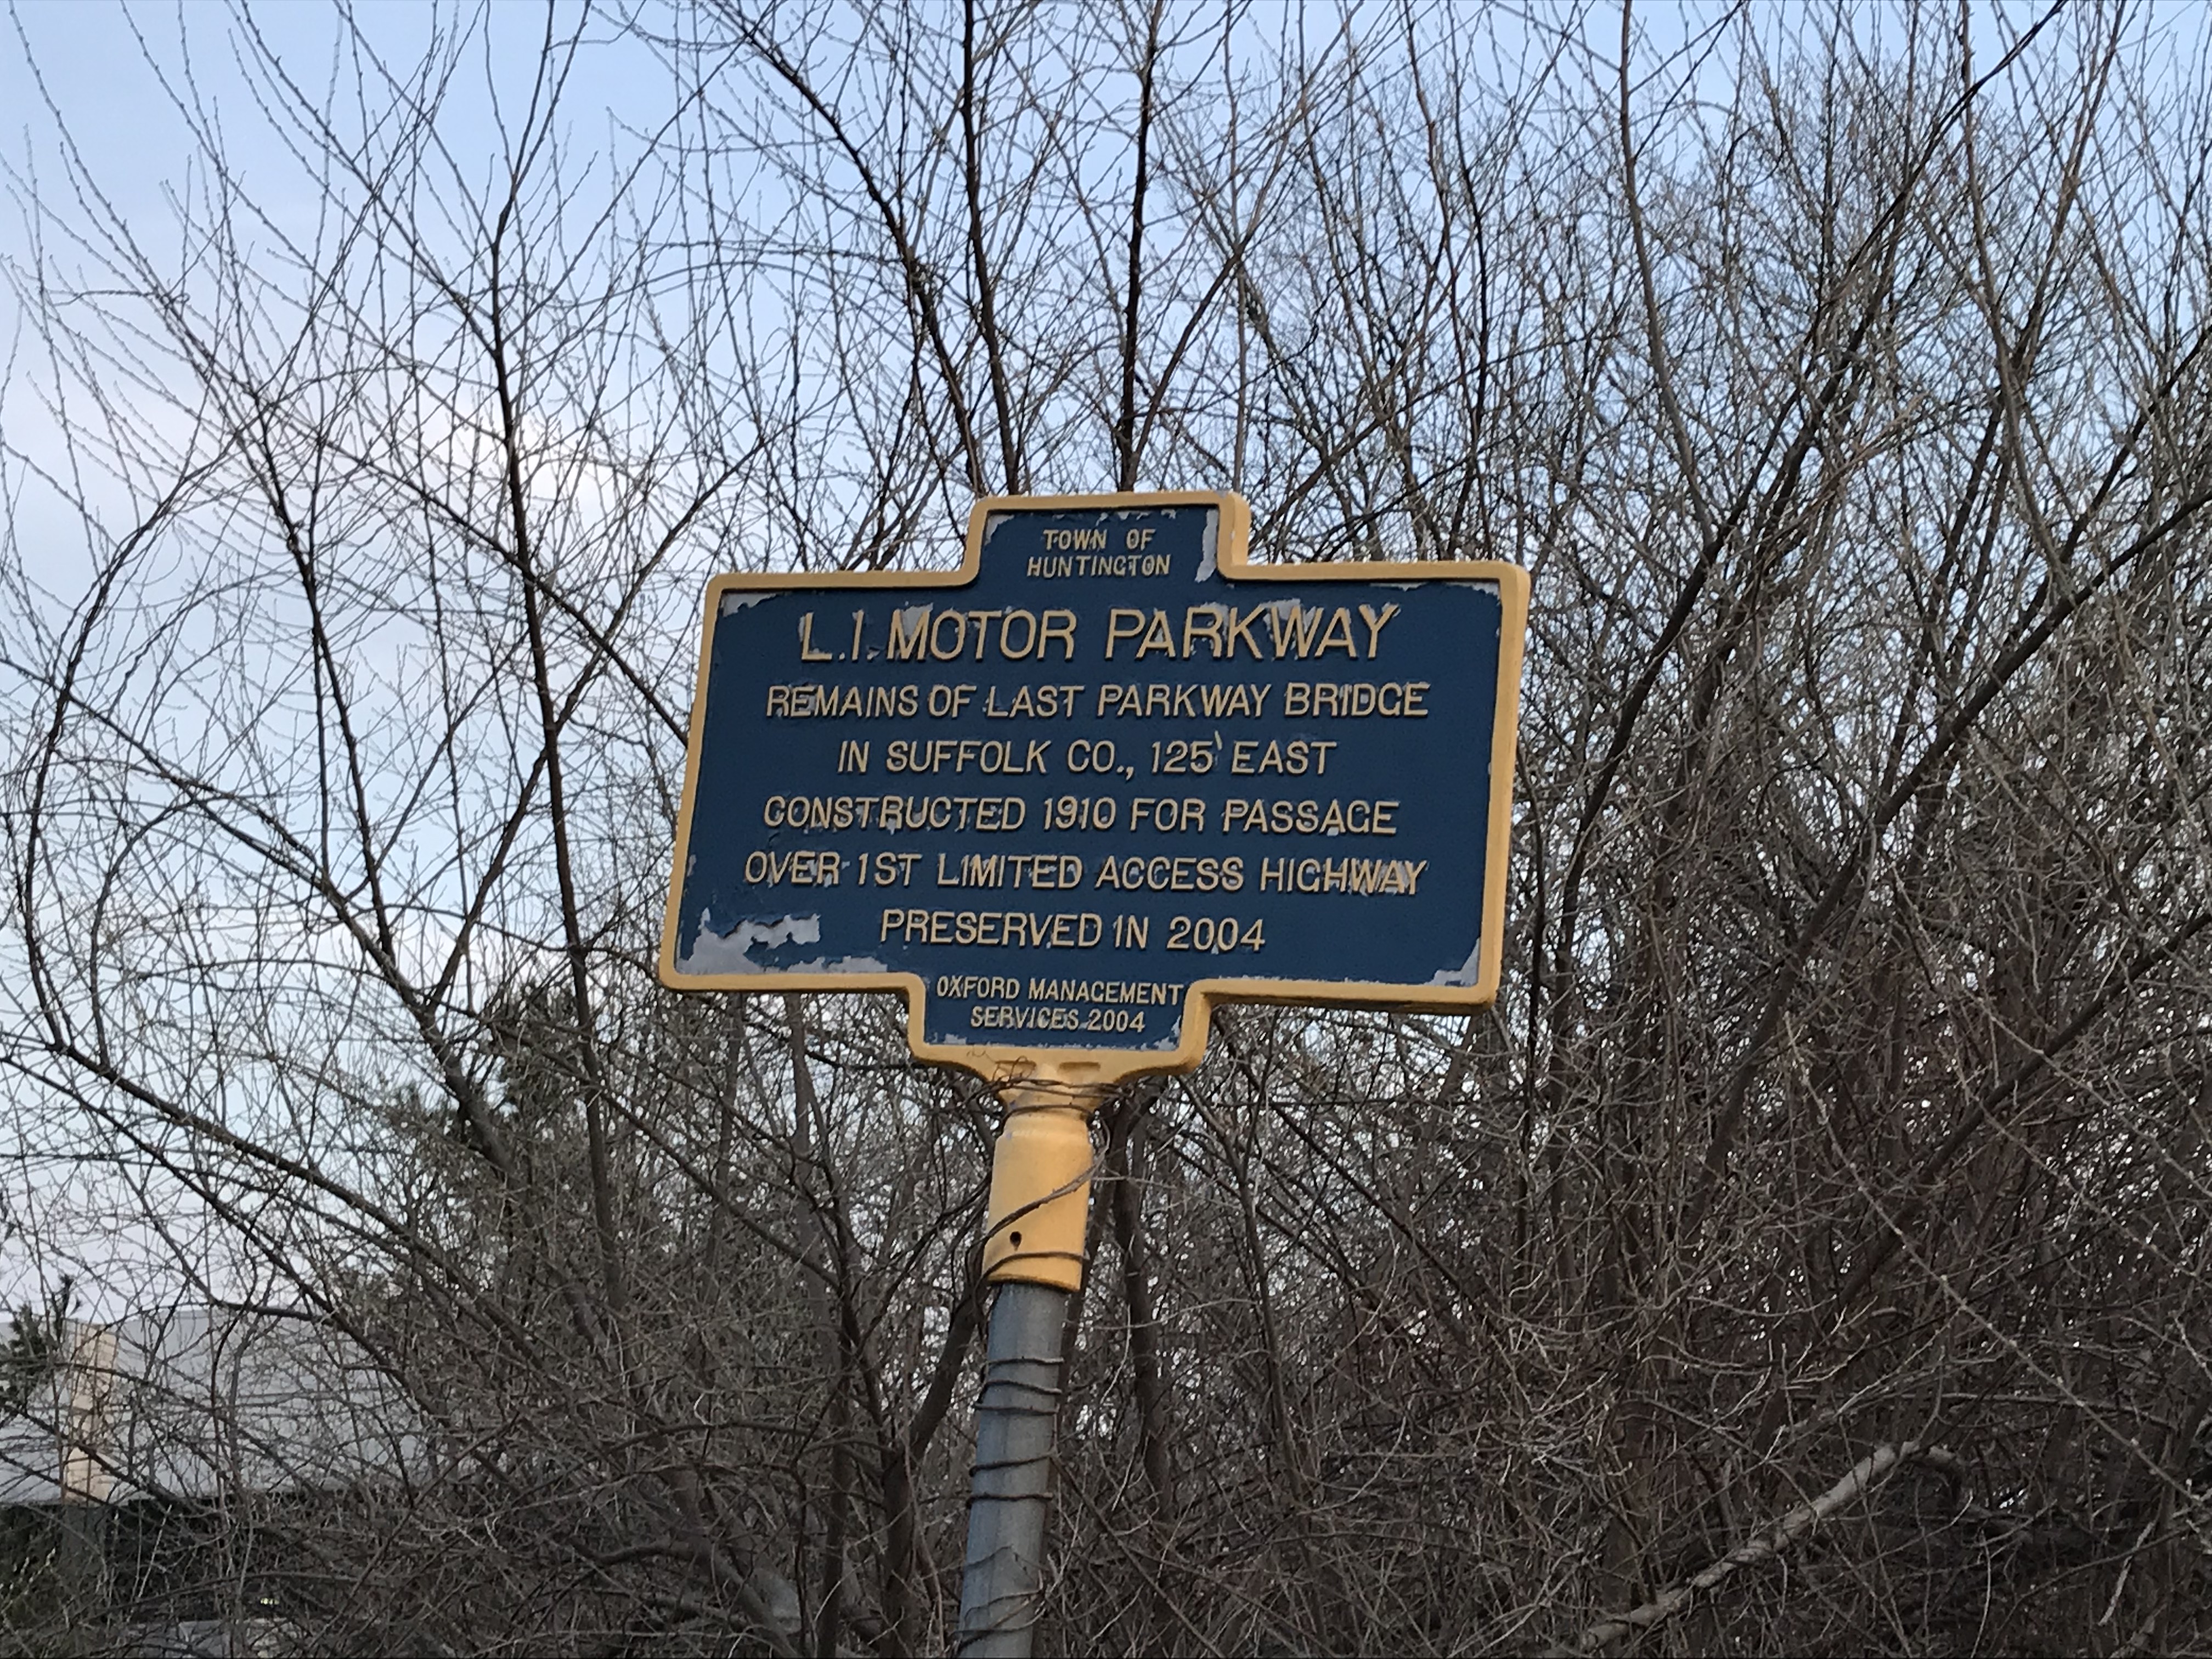 TOWN OF
HUNTINGTON
L.I. MOTOR PARKWAY
REMAINS OF LAST PARKWAY BRIDGE
IN SUFFOLK CO., 125' EAST
CONSTRUCTED 1910 FOR PASSAGE
OVER 1ST LIMITED ACCESS HIGHWAY
PRESERVED IN 2004
OXFORD MANAGEMENT
SERVICES 2004